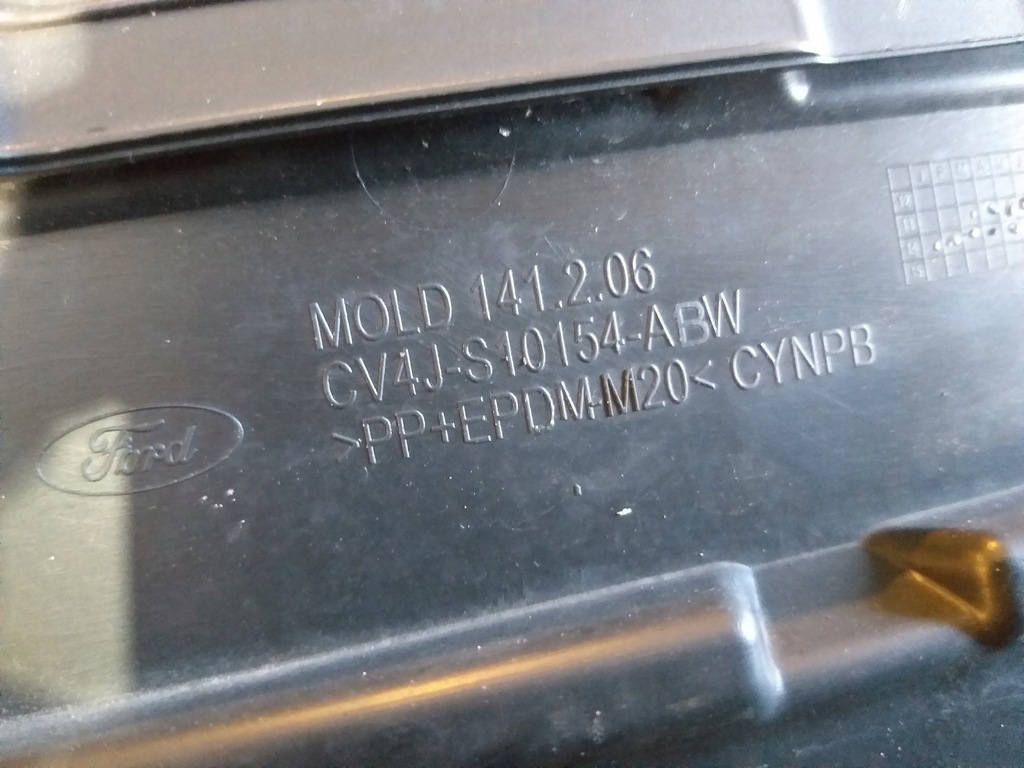 MOLD 141.2.06
CV4J-S10154-ABW
>PP+EPDM-M20< CYNPB
Ford